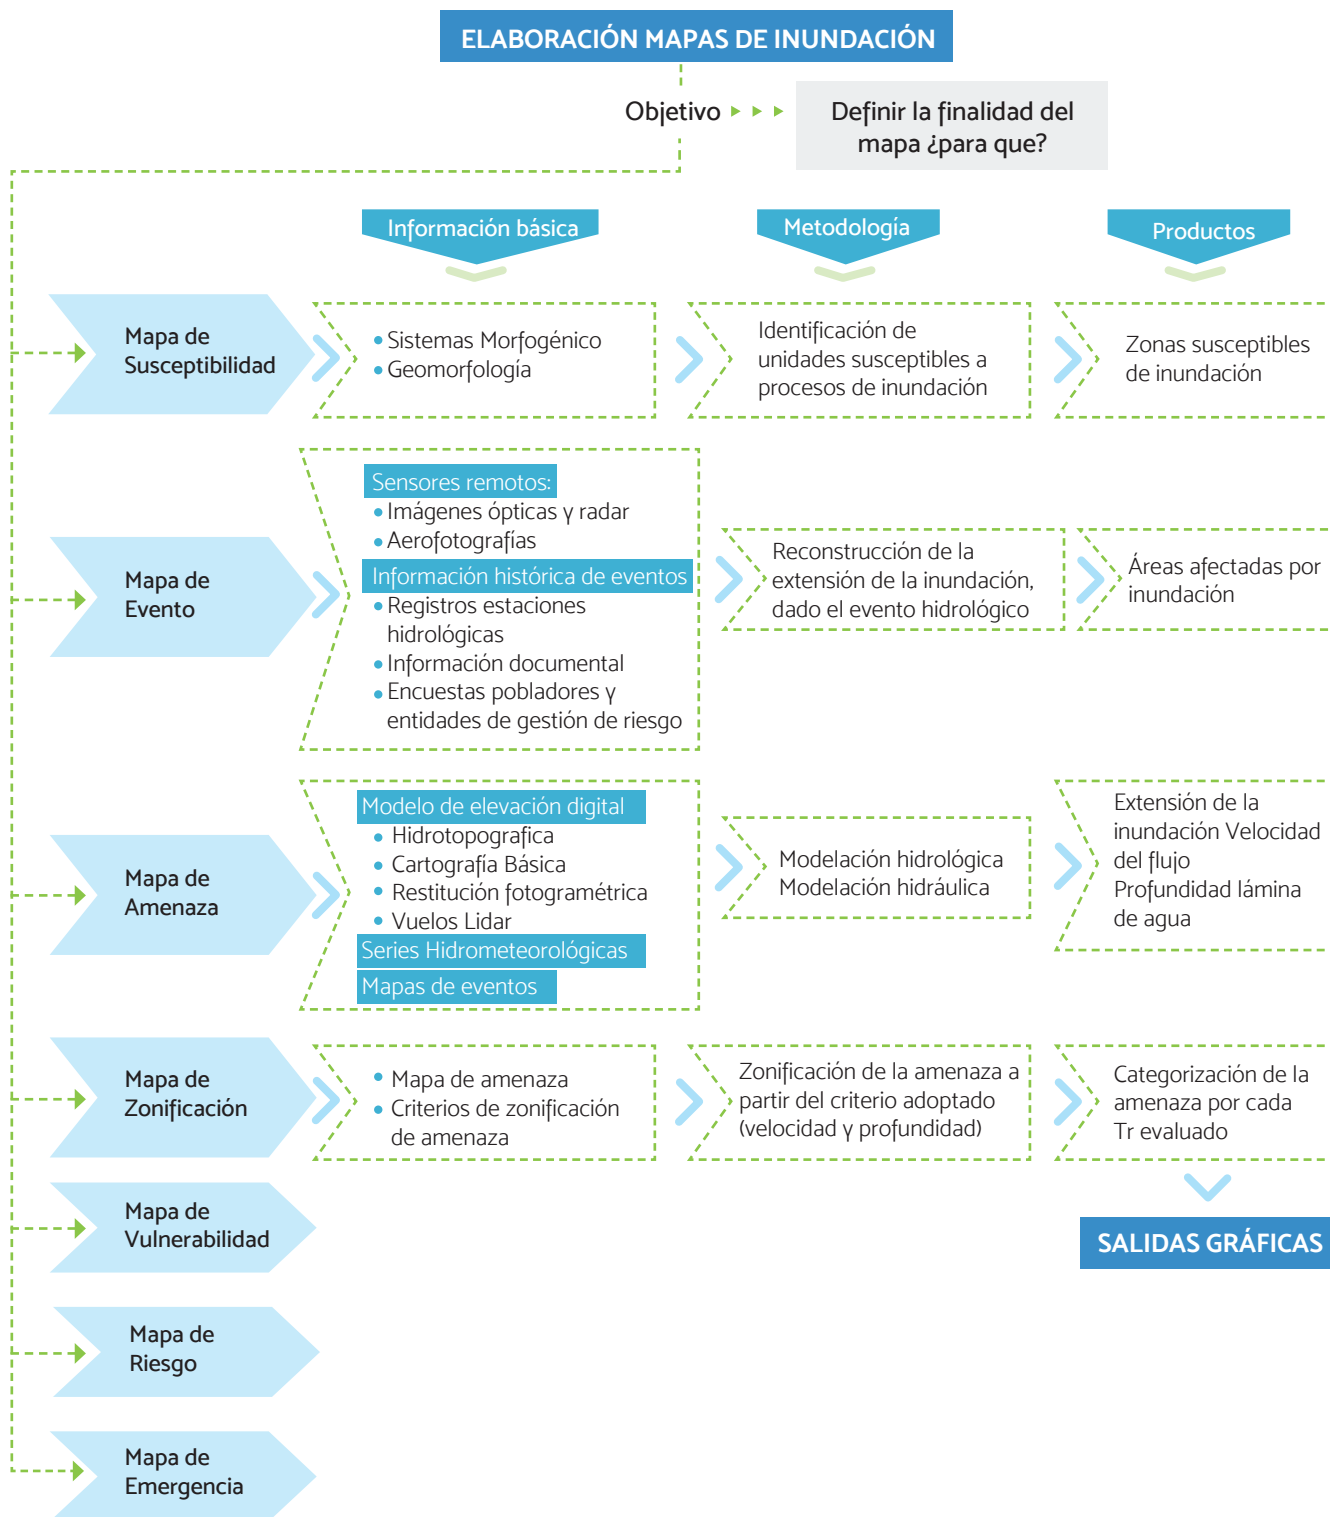 ELABORACIÓN MAPAS DE INUNDACIÓN
Objetivo
Definir la finalidad del
mapa ¿para que?
Información básica
Metodología
Productos
Mapa de
Susceptibilidad
• Sistemas Morfogénico
• Geomorfología
Identificación de
unidades susceptibles a
procesos de inundación
Zonas susceptibles
de inundación
Mapa de
Evento
Sensores remotos:
• Imágenes ópticas y radar
• Aerofotografías
Información histórica de eventos
• Registros estaciones
hidrológicas
• Información documental
• Encuestas pobladores y
entidades de gestión de riesgo
Reconstrucción de la
extensión de la inundación,
dado el evento hidrológico
Áreas afectadas por
inundación
Mapa de
Amenaza
Modelo de elevación digital
• Hidrotopografica
• Cartografía Básica
• Restitución fotogramétrica
• Vuelos Lidar
Series Hidrometeorológicas
Mapas de eventos
Modelación hidrológica
Modelación hidráulica
Extensión de la
inundación Velocidad
del flujo
Profundidad lámina
de agua
Mapa de
Zonificación
• Mapa de amenaza
• Criterios de zonificación
de amenaza
Zonificación de la amenaza a
partir del criterio adoptado
(velocidad y profundidad)
Categorización de la
amenaza por cada
Tr evaluado
Mapa de
Vulnerabilidad
SALIDAS GRÁFICAS
Mapa de
Riesgo
Mapa de
Emergencia